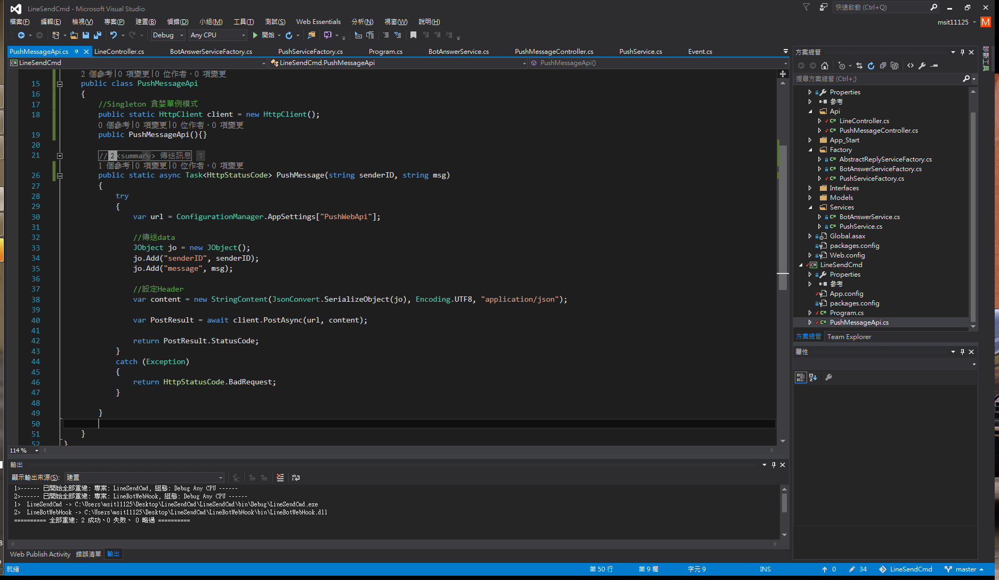 LineSendCmd - Microsoft Visual Studio
快速啟動 (Ctrl+Q)
檔案(F) 編輯(E) 檢視(V) 專案(P) 建置(B) 偵錯(D) 小組(M) 工具(T) 測試(S) Web Essentials 分析(N) 視窗(W) 說明(H)
msit11125 M
Debug Any CPU 開始
PushMessageApi.cs LineController.cs BotAnswerServiceFactory.cs PushServiceFactory.cs Program.cs BotAnswerService.cs PushMessageController.cs PushService.cs Event.cs
LineSendCmd LineSendCmd.PushMessageApi PushMessageApi()
2 個參考|0 項變更|0 位作者，0 項變更
15 public class PushMessageApi
16 {
17 //Singleton 貪婪單例模式
18 public static HttpClient client = new HttpClient();
0 個參考|0 項變更|0 位作者，0 項變更
19 public PushMessageApi(){}
20
21 // 2 <summary> 傳送訊息 7
1 個參考|0 項變更|0 位作者，0 項變更
26 public static async Task<HttpStatusCode> PushMessage(string senderID, string msg)
27 {
28 try
29 {
30 var url = ConfigurationManager.AppSettings["PushWebApi"];
31
32 //傳送data
33 JObject jo = new JObject();
34 jo.Add("senderID", senderID);
35 jo.Add("message", msg);
36
37 //設定Header
38 var content = new StringContent(JsonConvert.SerializeObject(jo), Encoding.UTF8, "application/json");
39
40 var PostResult = await client.PostAsync(url, content);
41
42 return PostResult.StatusCode;
43 }
44 catch (Exception)
45 {
46 return HttpStatusCode.BadRequest;
47 }
48
49 }
50
51 }
52 }
114 %
輸出
顯示輸出來源(S): 建置
1>------ 已開始全部重建: 專案: LineSendCmd, 組態: Debug Any CPU ------
2>------ 已開始全部重建: 專案: LineBotWebHook, 組態: Debug Any CPU ------
1>  LineSendCmd -> C:\Users\msit11125\Desktop\LineSendCmd\LineSendCmd\bin\Debug\LineSendCmd.exe
2>  LineBotWebHook -> C:\Users\msit11125\Desktop\LineSendCmd\LineBotWebHook\bin\LineBotWebHook.dll
========== 全部重建: 2 成功、0 失敗、 0 略過 ==========
Web Publish Activity 錯誤清單 輸出
方案總管
搜尋方案總管 (Ctrl+;)
Properties
參考
Api
LineController.cs
PushMessageController.cs
App_Start
Factory
AbstractReplyServiceFactory.cs
BotAnswerServiceFactory.cs
PushServiceFactory.cs
Interfaces
Models
Services
BotAnswerService.cs
PushService.cs
Global.asax
packages.config
Web.config
LineSendCmd
Properties
參考
App.config
packages.config
Program.cs
PushMessageApi.cs
方案總管 Team Explorer
屬性
診斷工具
就緒 第 50 行 第 9 欄 字元 9 INS 0 34 LineSendCmd master